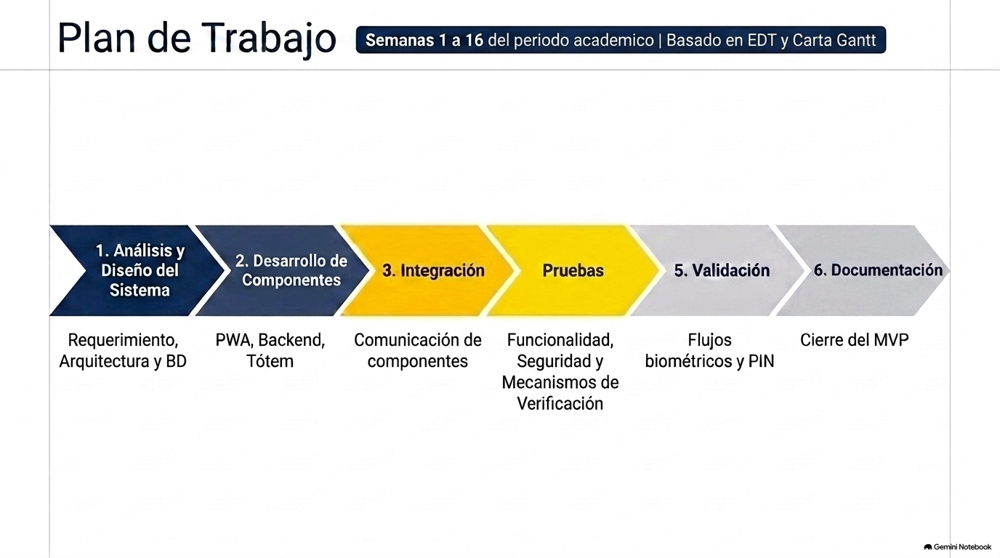 Plan de Trabajo
Semanas 1 a 16 del periodo academico | Basado en EDT y Carta Gantt
1. Análisis y
Diseño del
Sistema
2. Desarrollo de
Componentes
3. Integración
Pruebas
5. Validación
6. Documentación
Requerimiento,
Arquitectura y BD
PWA, Backend,
Tótem
Comunicación de
componentes
Funcionalidad,
Seguridad y
Mecanismos de
Verificación
Flujos
biométricos y PIN
Cierre del MVP
Gemini Notebook